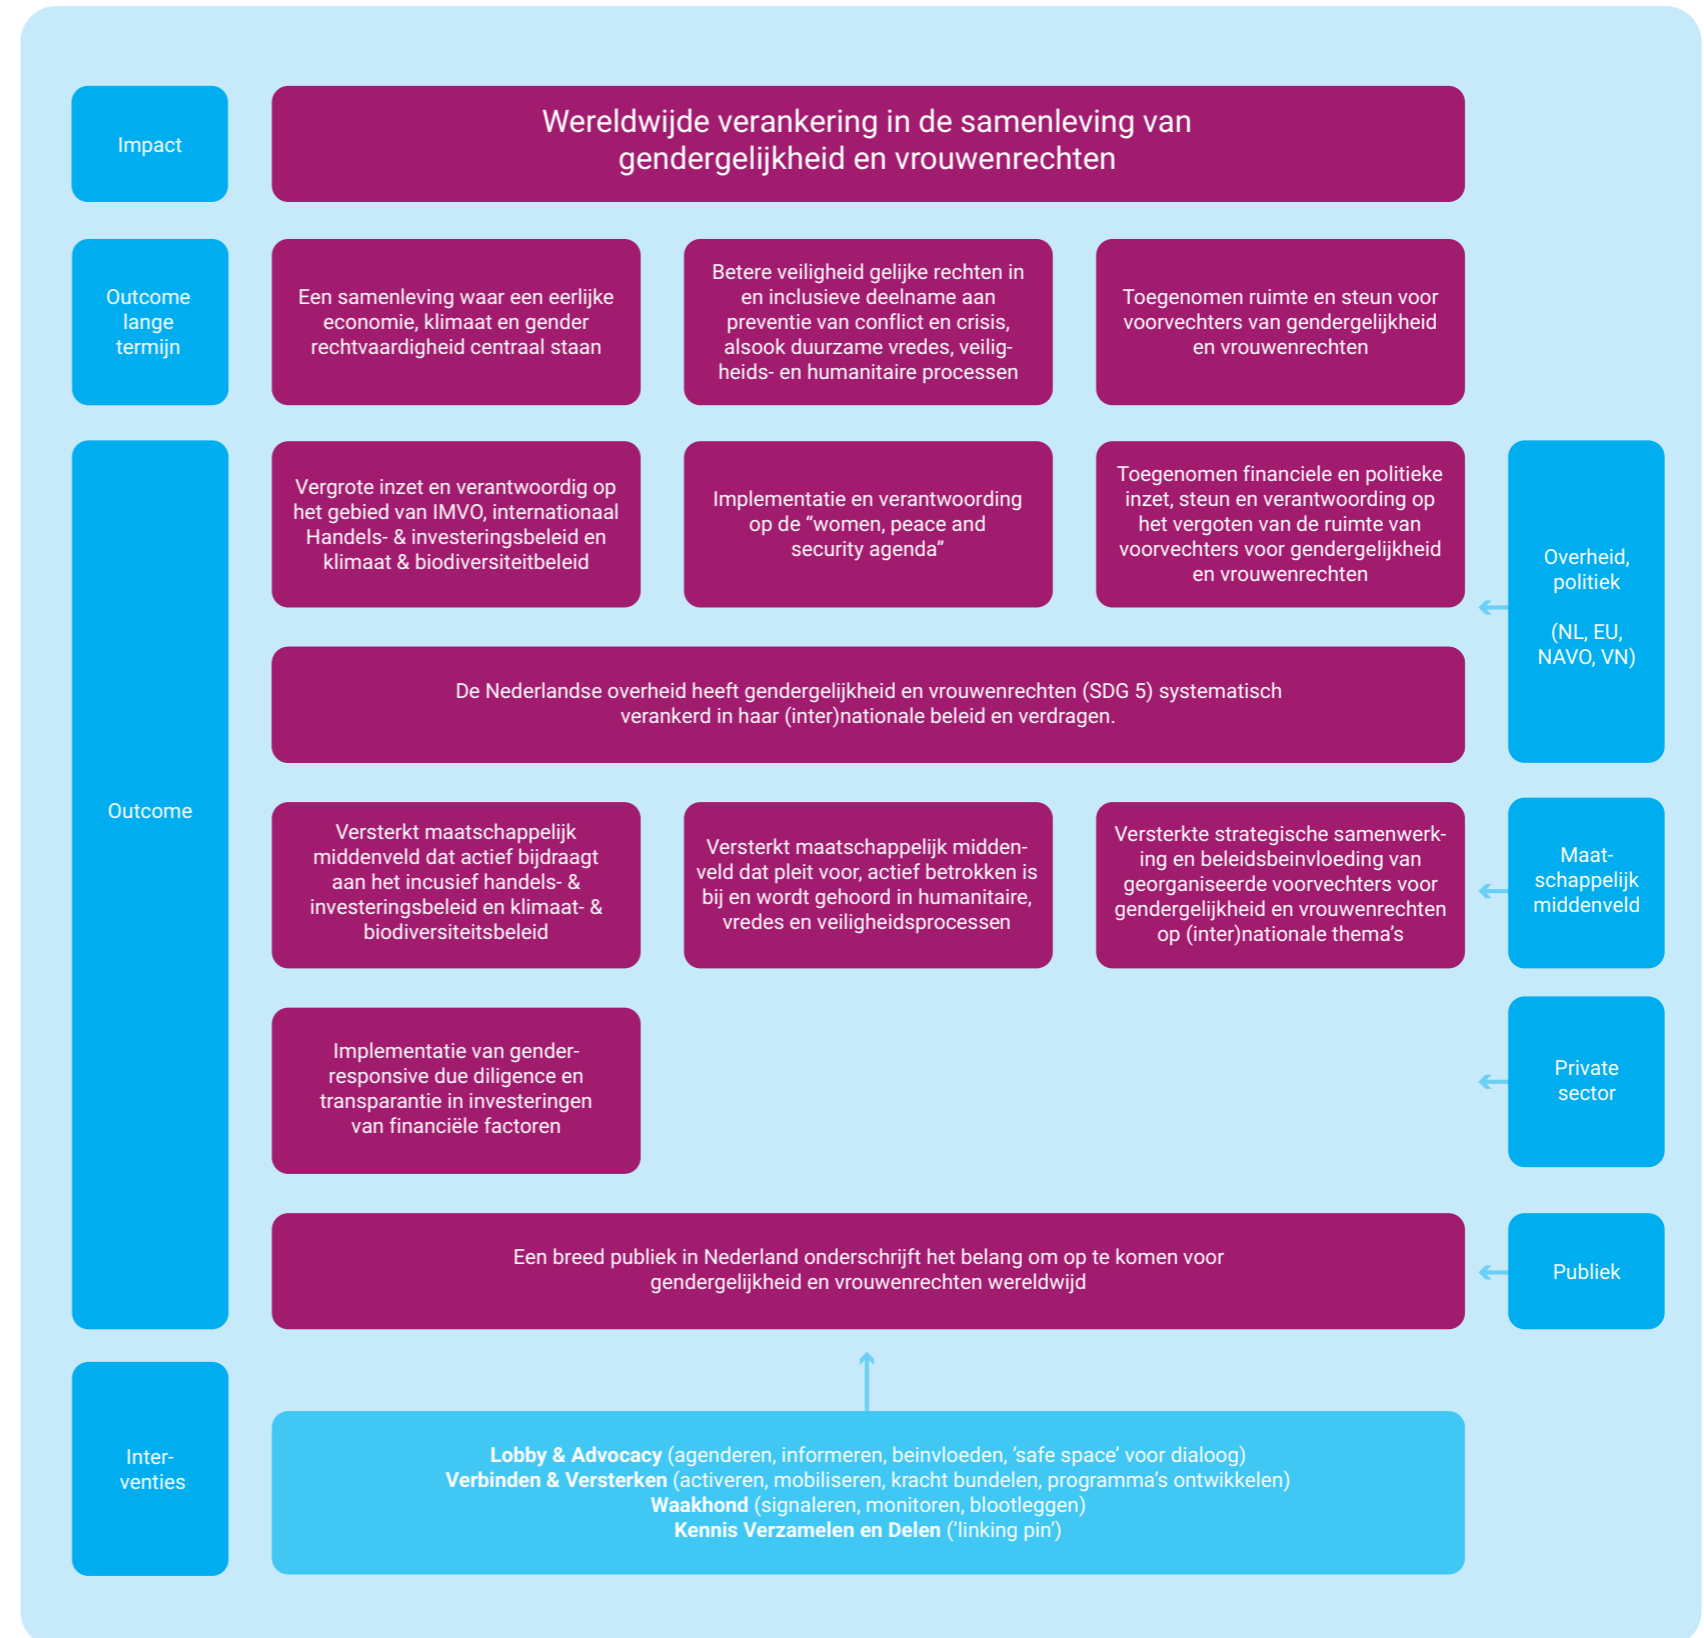 Impact
Wereldwijde verankering in de samenleving van
gendergelijkheid en vrouwenrechten
Outcome
lange
termijn
Een samenleving waar een eerlijke
economie, klimaat en gender
rechtvaardigheid centraal staan
Betere veiligheid gelijke rechten in
en inclusieve deelname aan
preventie van conflict en crisis,
alsook duurzame vredes, veilig-
heids- en humanitaire processen
Toegenomen ruimte en steun voor
voorvechters van gendergelijkheid
en vrouwenrechten
Outcome
Vergrote inzet en verantwoordig op
het gebied van IMVO, internationaal
Handels- & investeringsbeleid en
klimaat & biodiversiteitbeleid
Implementatie en verantwoording
op de “women, peace and
security agenda”
Toegenomen financiele en politieke
inzet, steun en verantwoording op
het vergoten van de ruimte van
voorvechters voor gendergelijkheid
en vrouwenrechten
Overheid,
politiek
(NL, EU,
NAVO, VN)
De Nederlandse overheid heeft gendergelijkheid en vrouwenrechten (SDG 5) systematisch
verankerd in haar (inter)nationale beleid en verdragen.
Versterkt maatschappelijk
middenveld dat actief bijdraagt
aan het incusief handels- &
investeringsbeleid en klimaat- &
biodiversiteitsbeleid
Versterkt maatschappelijk midden-
veld dat pleit voor, actief betrokken is
bij en wordt gehoord in humanitaire,
vredes en veiligheidsprocessen
Versterkte strategische samenwerk-
ing en beleidsbeinvloeding van
georganiseerde voorvechters voor
gendergelijkheid en vrouwenrechten
op (inter)nationale thema’s
Maat-
schappelijk
middenveld
Implementatie van gender-
responsive due diligence en
transparantie in investeringen
van financiële factoren
Private
sector
Een breed publiek in Nederland onderschrijft het belang om op te komen voor
gendergelijkheid en vrouwenrechten wereldwijd
Publiek
Inter-
venties
Lobby & Advocacy (agenderen, informeren, beinvloeden, ’safe space’ voor dialoog)
Verbinden & Versterken (activeren, mobiliseren, kracht bundelen, programma’s ontwikkelen)
Waakhond (signaleren, monitoren, blootleggen)
Kennis Verzamelen en Delen (’linking pin’)